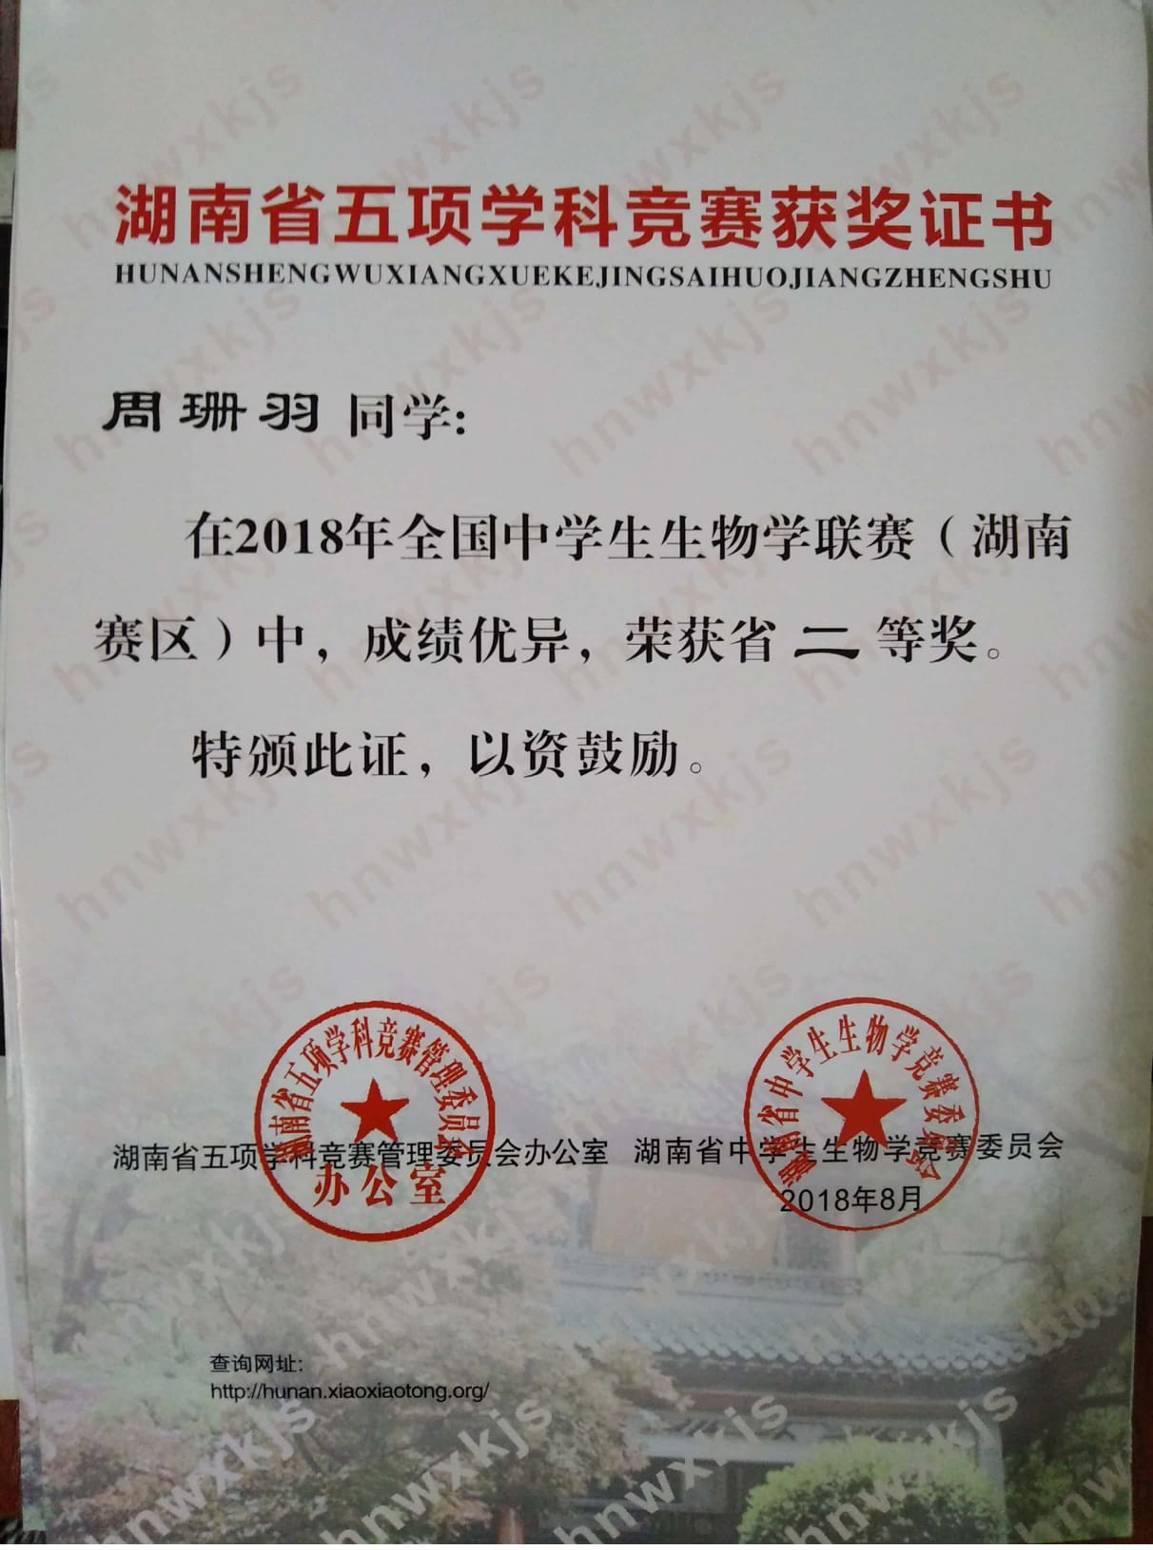 湖南省五项学科竞赛获奖证书
HUNANSHENGWUXIANGXUEKEJINGSAIHUOJIANGZHENGSHU
周珊羽 同学:
在2018年全国中学生生物学联赛（湖南
赛区）中，成绩优异，荣获省 二 等奖。
特颁此证，以资鼓励。
湖南省五项学科竞赛管理委员会
办公室
湖南省中学生生物学竞赛委员会
湖南省五项学科竞赛管理委员会办公室 湖南省中学生生物学竞赛委员会
2018年8月
查询网址:
http://hunan.xiaoxiaotong.org/
hnwxkjs